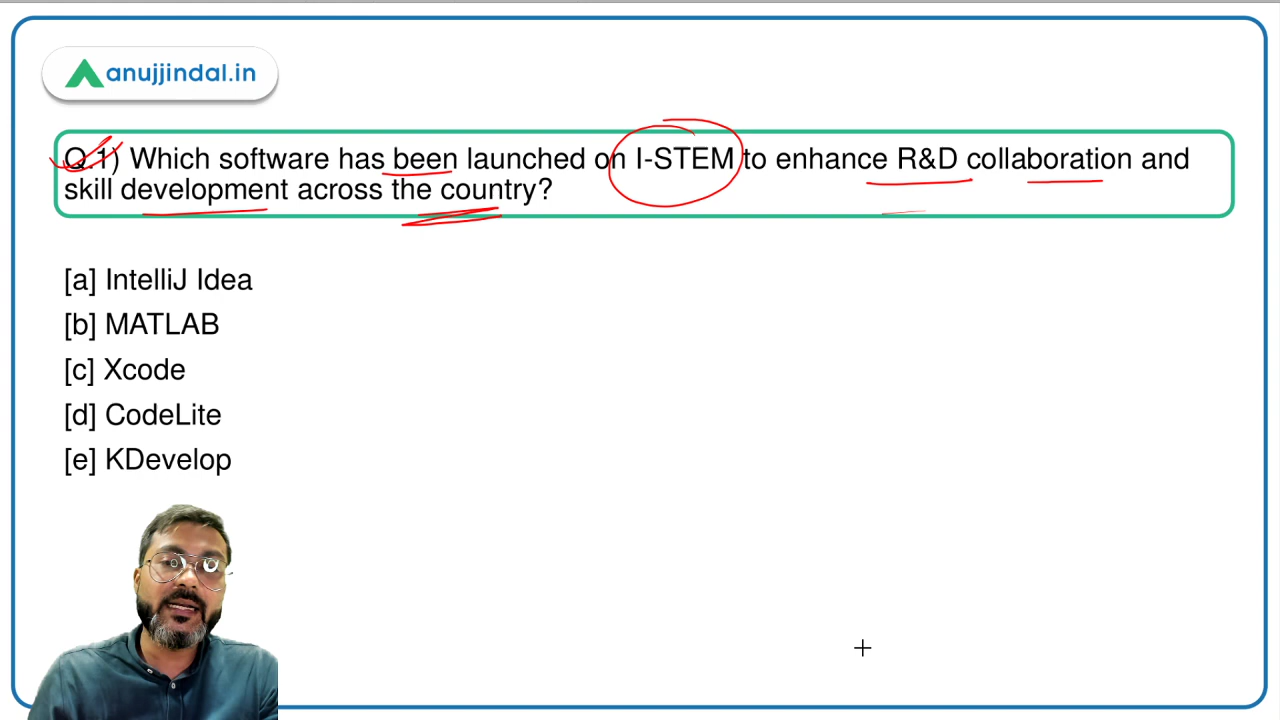 anujjindal.in
Q.1) Which software has been launched on I-STEM to enhance R&D collaboration and
skill development across the country?
[a] IntelliJ Idea
[b] MATLAB
[c] Xcode
[d] CodeLite
[e] KDevelop